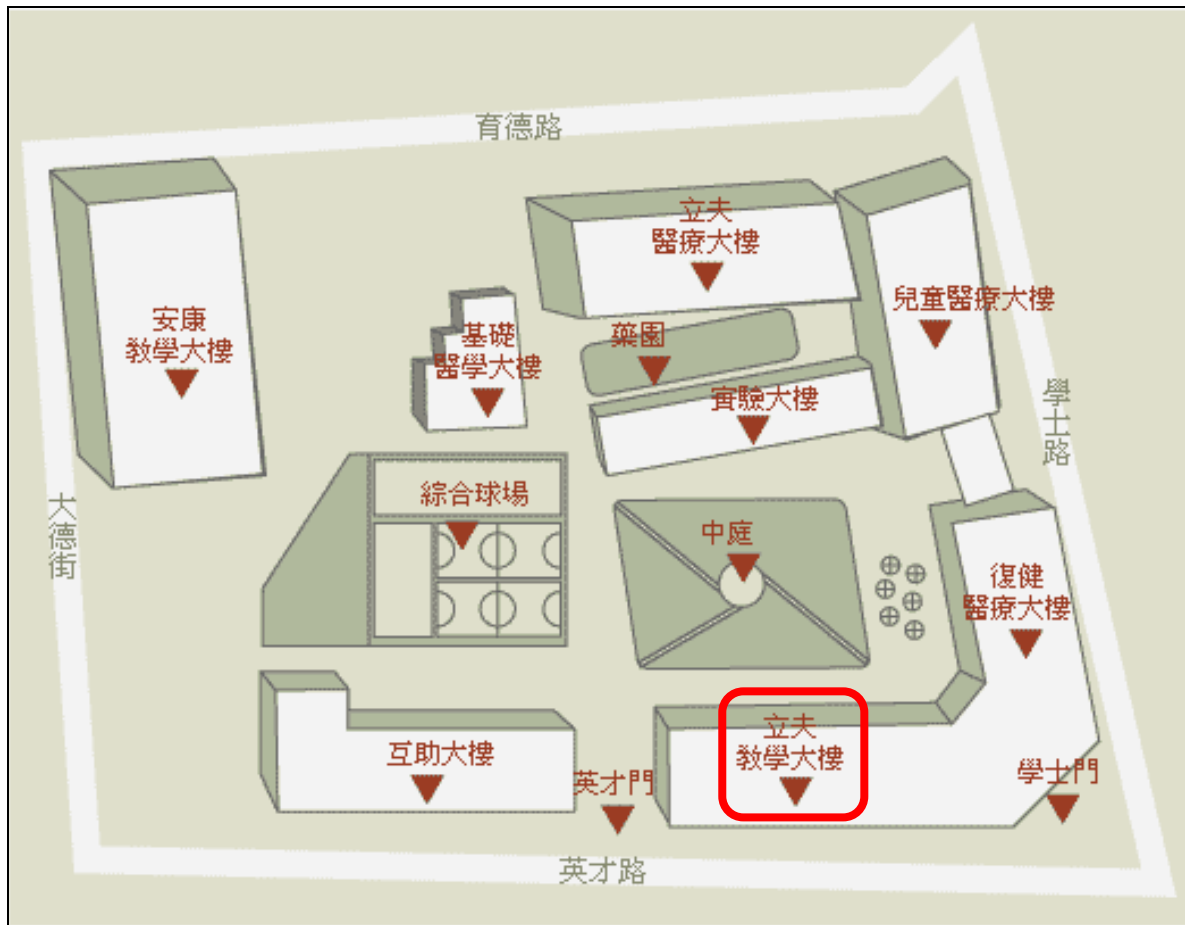 育德路
立夫
醫療大樓
兒童醫療大樓
安康
教學大樓
基礎
醫學大樓
藥園
實驗大樓
學士路
綜合球場
大德街
中庭
復健
醫療大樓
立夫
教學大樓
互助大樓
英才門
學士門
英才路